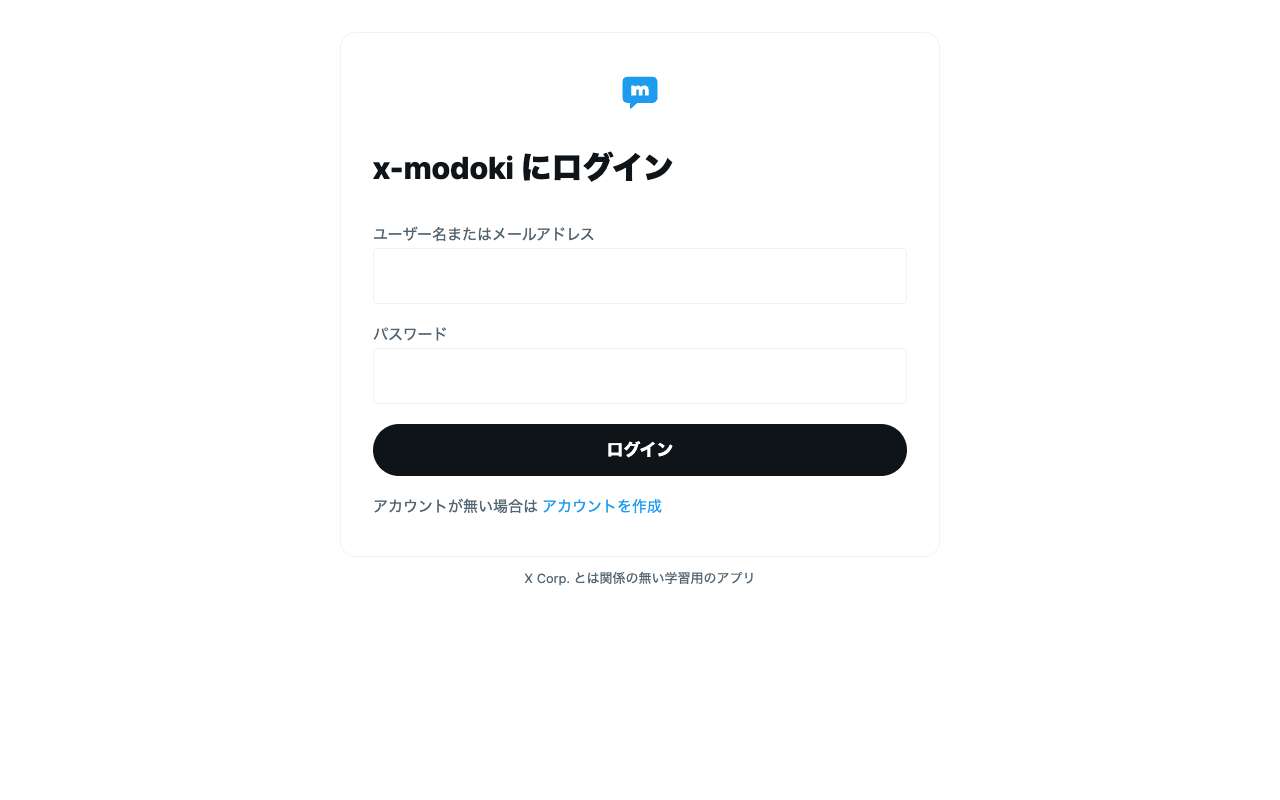 m
x-modoki にログイン
ユーザー名またはメールアドレス
パスワード
ログイン
アカウントが無い場合は アカウントを作成
X Corp. とは関係の無い学習用のアプリ